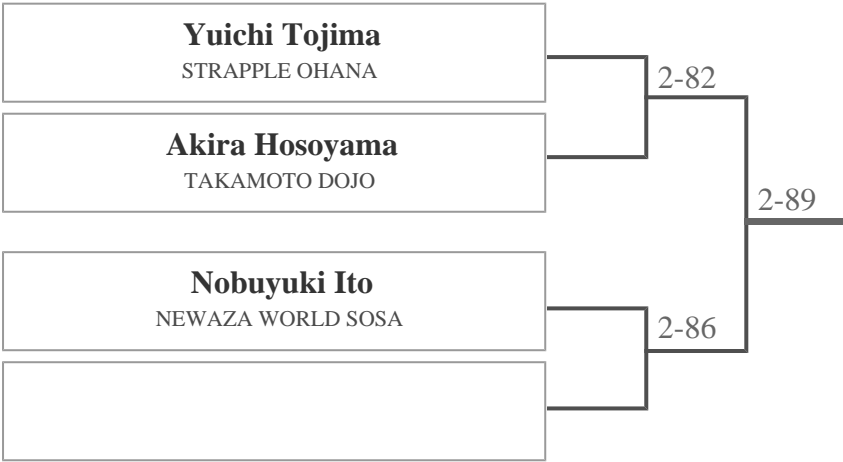 Yuichi Tojima
STRAPPLE OHANA
2-82
Akira Hosoyama
TAKAMOTO DOJO
2-89
Nobuyuki Ito
NEWAZA WORLD SOSA
2-86